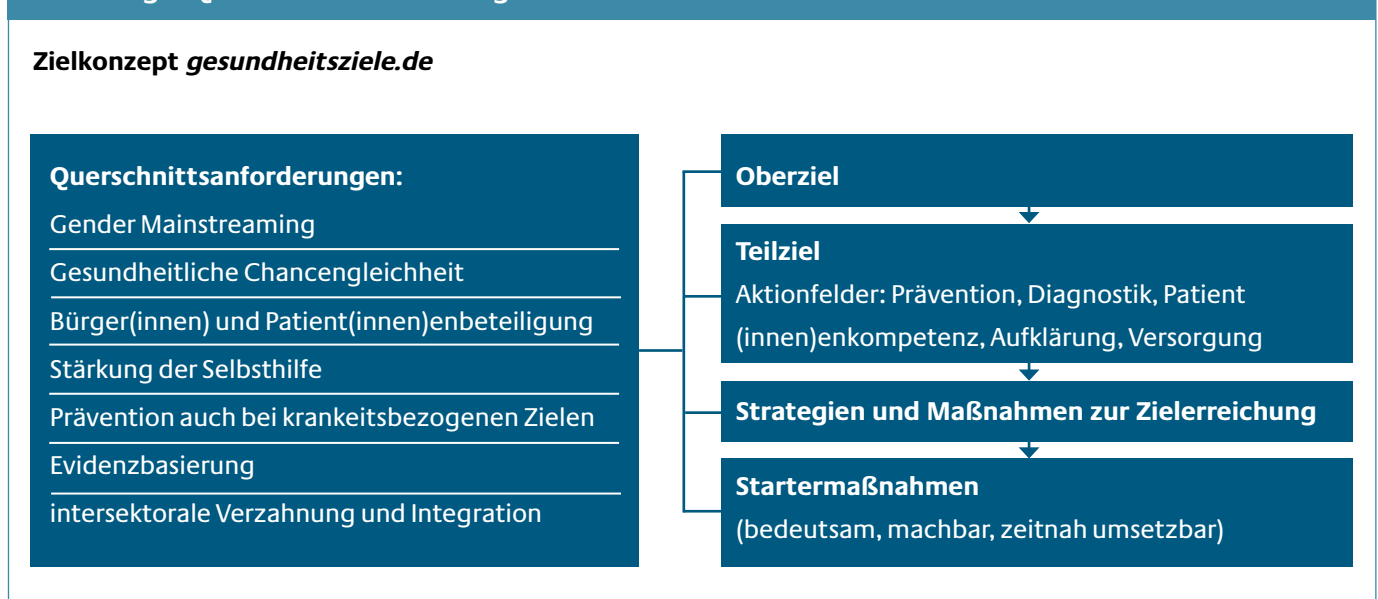 Zielkonzept gesundheitsziele.de
Querschnittsanforderungen:
Gender Mainstreaming
Gesundheitliche Chancengleichheit
Bürger(innen) und Patient(innen)enbeteiligung
Stärkung der Selbsthilfe
Prävention auch bei krankeitsbezogenen Zielen
Evidenzbasierung
intersektorale Verzahnung und Integration
Oberziel
Teilziel
Aktionfelder: Prävention, Diagnostik, Patient
(innen)enkompetenz, Aufklärung, Versorgung
Strategien und Maßnahmen zur Zielerreichung
Startermaßnahmen
(bedeutsam, machbar, zeitnah umsetzbar)